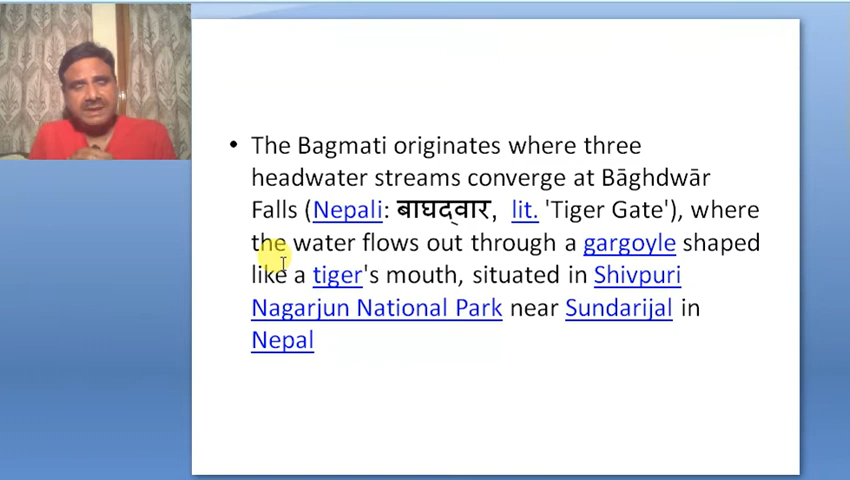 • The Bagmati originates where three
headwater streams converge at Bāghdwār
Falls (Nepali: बाघद्वार, lit. 'Tiger Gate'), where
the water flows out through a gargoyle shaped
like a tiger's mouth, situated in Shivpuri
Nagarjun National Park near Sundarijal in
Nepal